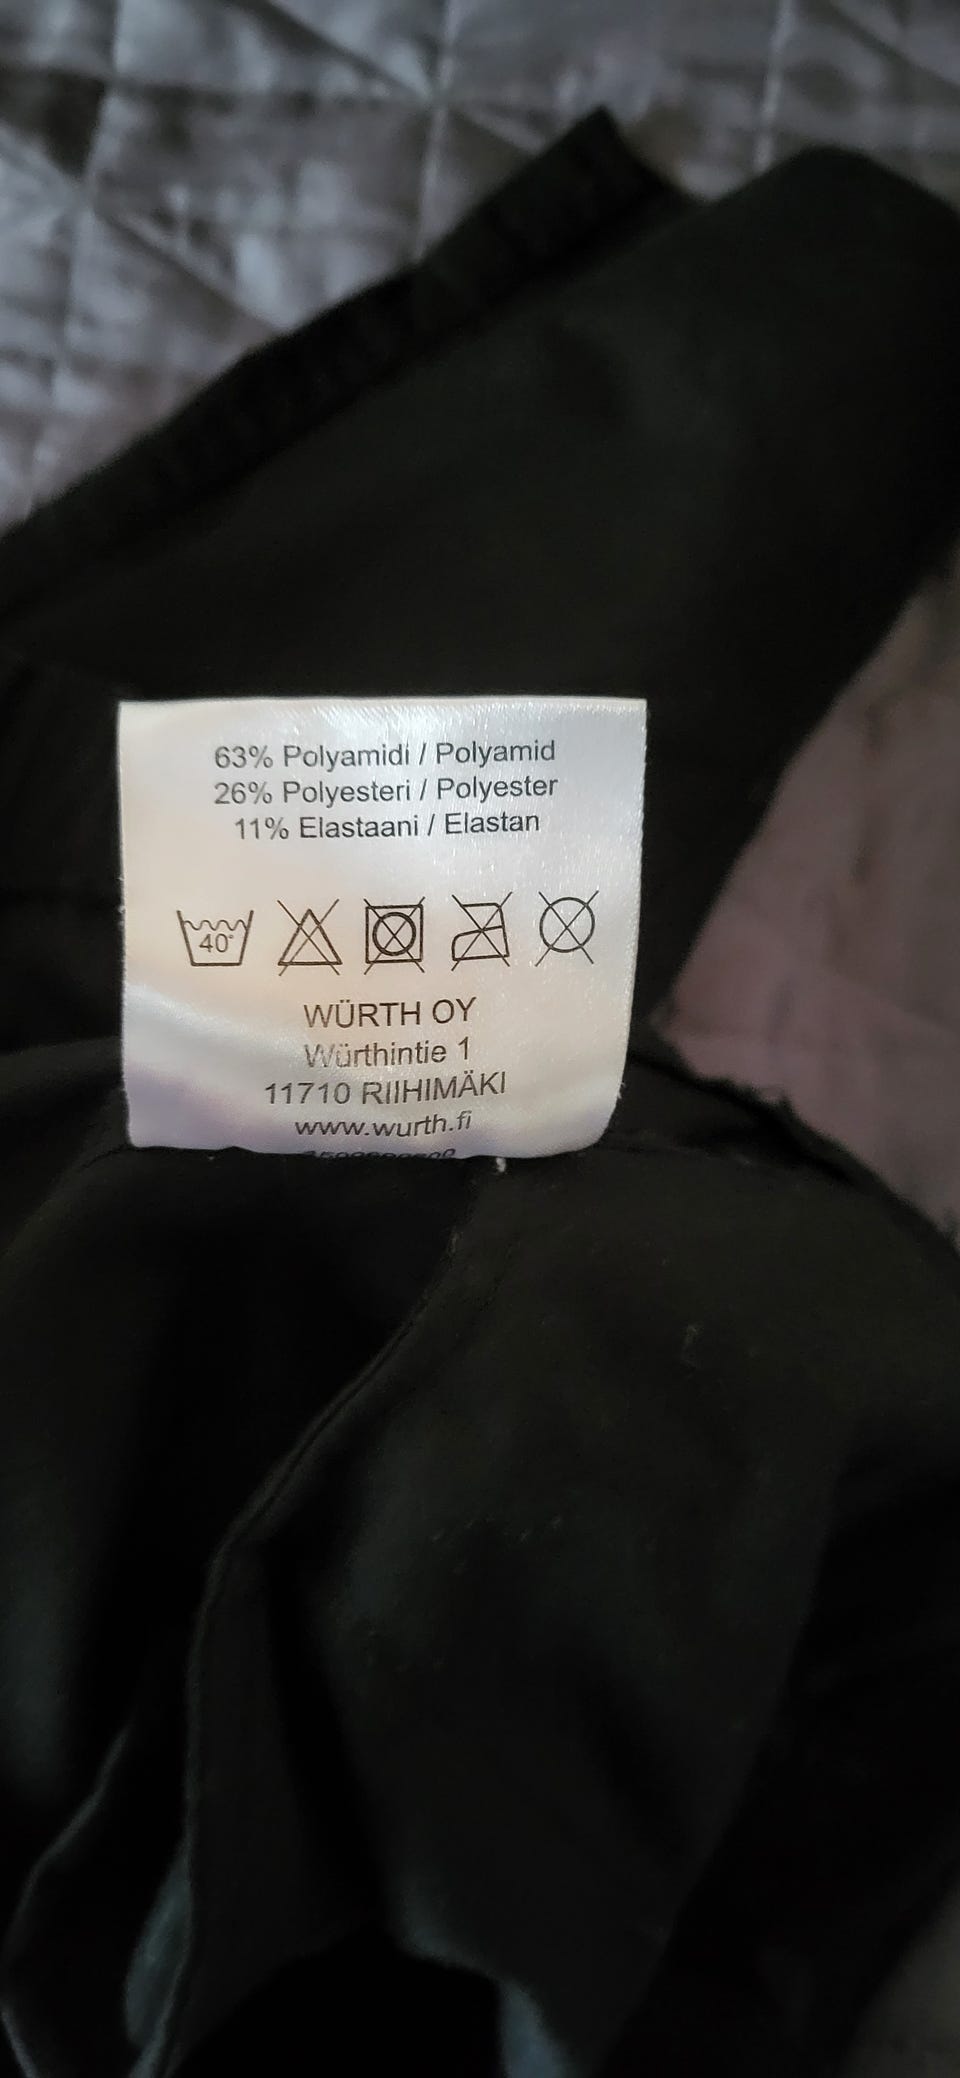 63% Polyamidi / Polyamid
26% Polyesteri / Polyester
11% Elastaani / Elastan
40°
WÜRTH OY
Würthintie 1
11710 RIIHIMÄKI
www.wurth.fi